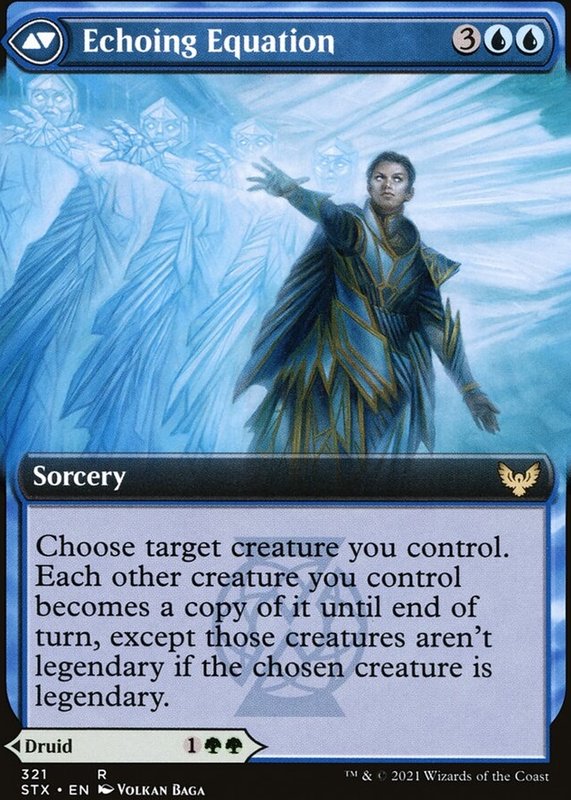 Echoing Equation 3
Sorcery
Choose target creature you control.
Each other creature you control
becomes a copy of it until end of
turn, except those creatures aren't
legendary if the chosen creature is
legendary.
Druid 1
321 R
STX • EN Volkan Baga ™ & © 2021 Wizards of the Coast